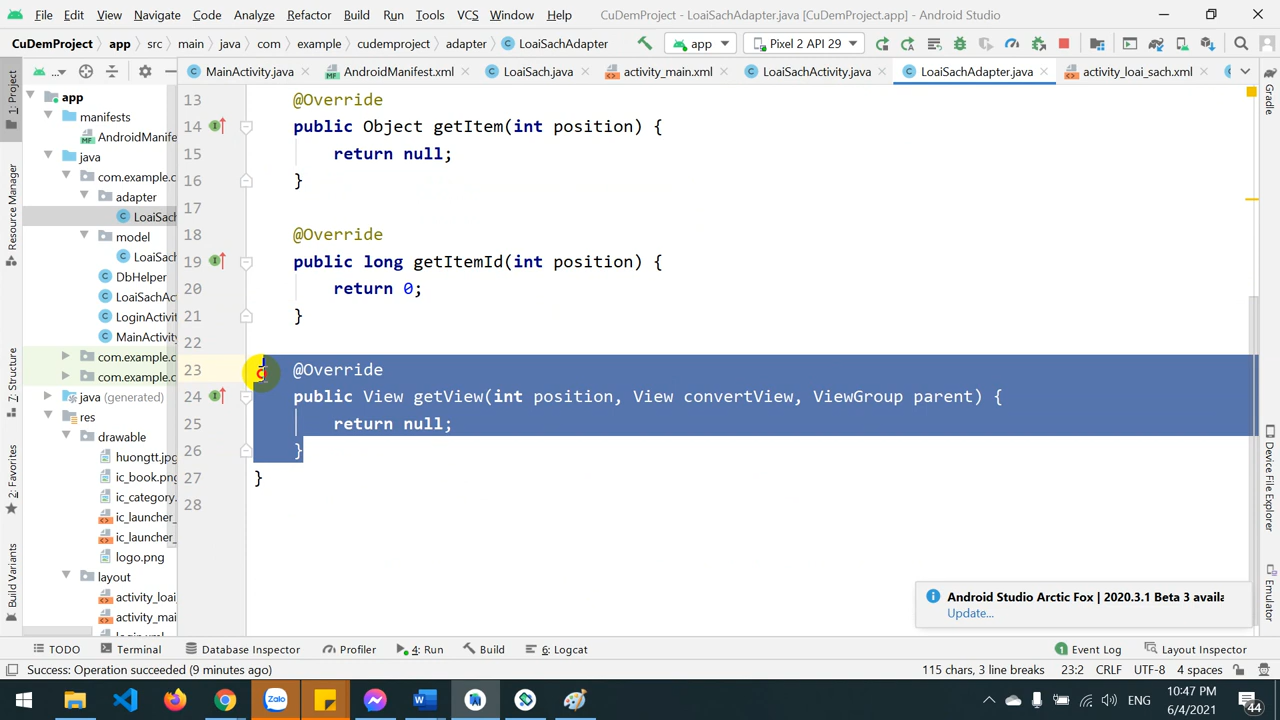 File Edit View Navigate Code Analyze Refactor Build Run Tools VCS Window Help CuDemProject - LoaiSachAdapter.java [CuDemProject.app] - Android Studio
CuDemProject app src main java com example cudemproject adapter LoaiSachAdapter app Pixel 2 API 29
MainActivity.java AndroidManifest.xml LoaiSach.java activity_main.xml LoaiSachActivity.java LoaiSachAdapter.java activity_loai_sach.xml
1: Project
Resource Manager
Z: Structure
2: Favorites
Build Variants
app
manifests
AndroidManife
java
com.example.c
adapter
LoaiSach
model
LoaiSach
DbHelper
LoaiSachAct
LoginActivity
MainActivity
com.example.c
com.example.c
java (generated)
res
drawable
huongtt.jpg
ic_book.png
ic_category.
ic_launcher_
ic_launcher_
logo.png
layout
activity_loai
activity_mai
login.xml
13 @Override
14 public Object getItem(int position) {
15 return null;
16 }
17
18 @Override
19 public long getItemId(int position) {
20 return 0;
21 }
22
23 @Override
24 public View getView(int position, View convertView, ViewGroup parent) {
25 return null;
26 }
27 }
28
Gradle
Device File Explorer
Emulator
Android Studio Arctic Fox | 2020.3.1 Beta 3 availa
Update...
TODO Terminal Database Inspector Profiler 4: Run Build 6: Logcat 1 Event Log Layout Inspector
Success: Operation succeeded (9 minutes ago) 115 chars, 3 line breaks 23:2 CRLF UTF-8 4 spaces
Zalo ENG 10:47 PM
6/4/2021 44